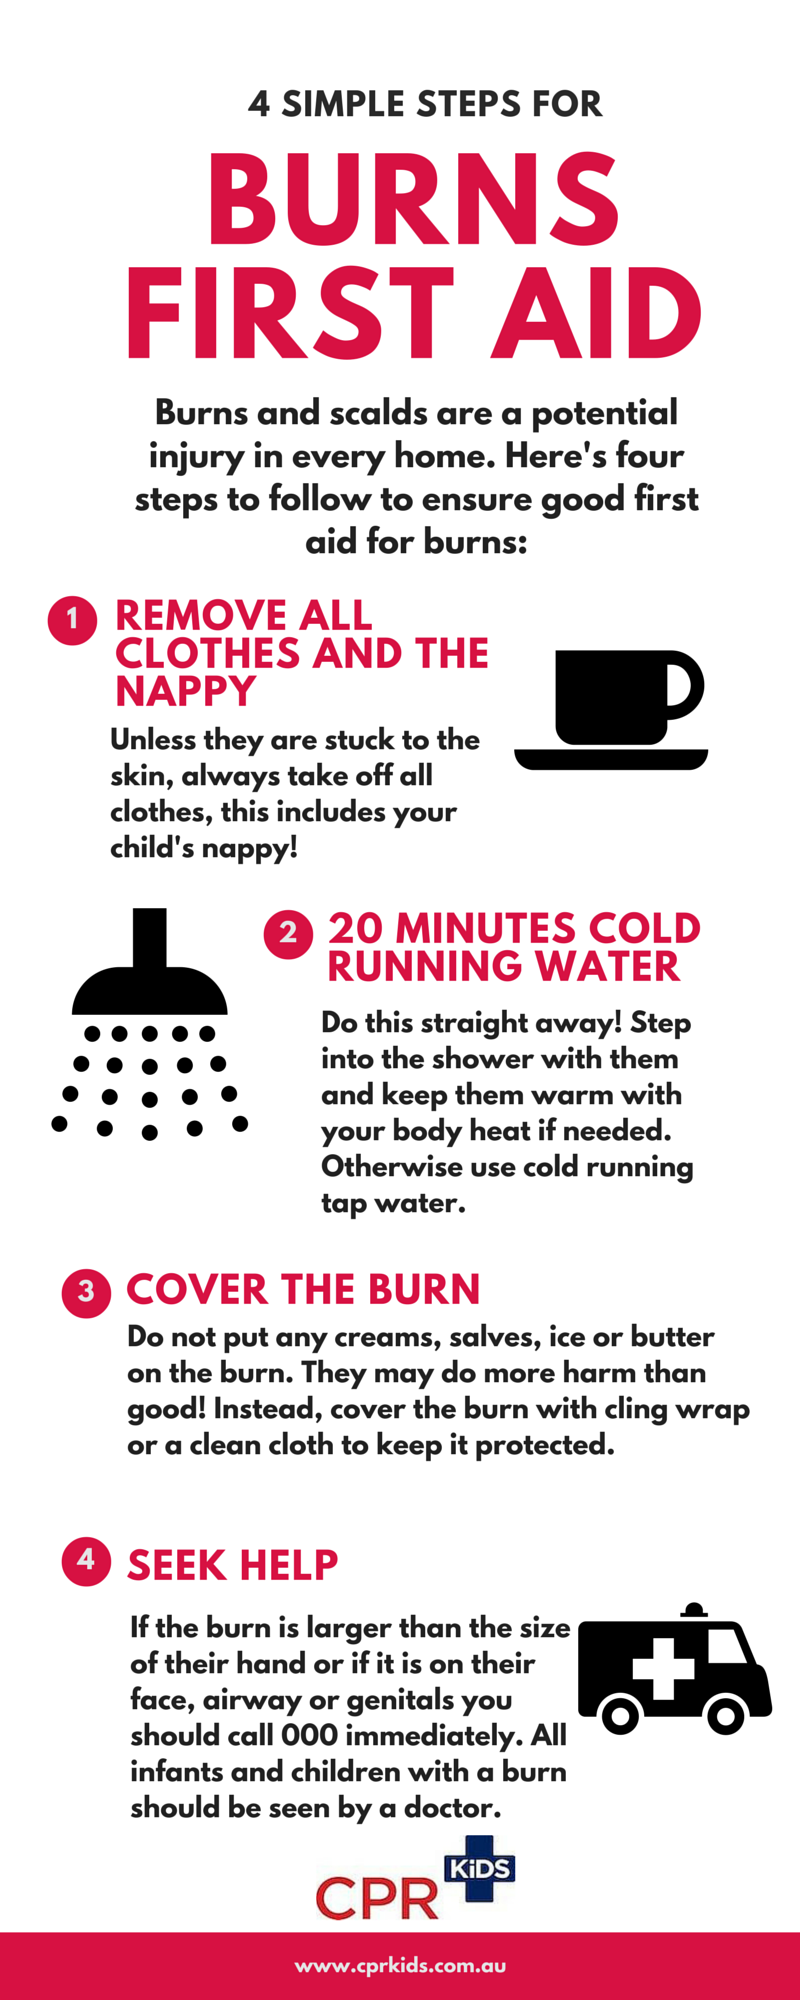 4 SIMPLE STEPS FOR
BURNS
FIRST AID
Burns and scalds are a potential
injury in every home. Here's four
steps to follow to ensure good first
aid for burns:
1 REMOVE ALL
CLOTHES AND THE
NAPPY
Unless they are stuck to the
skin, always take off all
clothes, this includes your
child's nappy!
2 20 MINUTES COLD
RUNNING WATER
Do this straight away! Step
into the shower with them
and keep them warm with
your body heat if needed.
Otherwise use cold running
tap water.
3 COVER THE BURN
Do not put any creams, salves, ice or butter
on the burn. They may do more harm than
good! Instead, cover the burn with cling wrap
or a clean cloth to keep it protected.
4 SEEK HELP
If the burn is larger than the size
of their hand or if it is on their
face, airway or genitals you
should call 000 immediately. All
infants and children with a burn
should be seen by a doctor.
CPR KiDS
www.cprkids.com.au